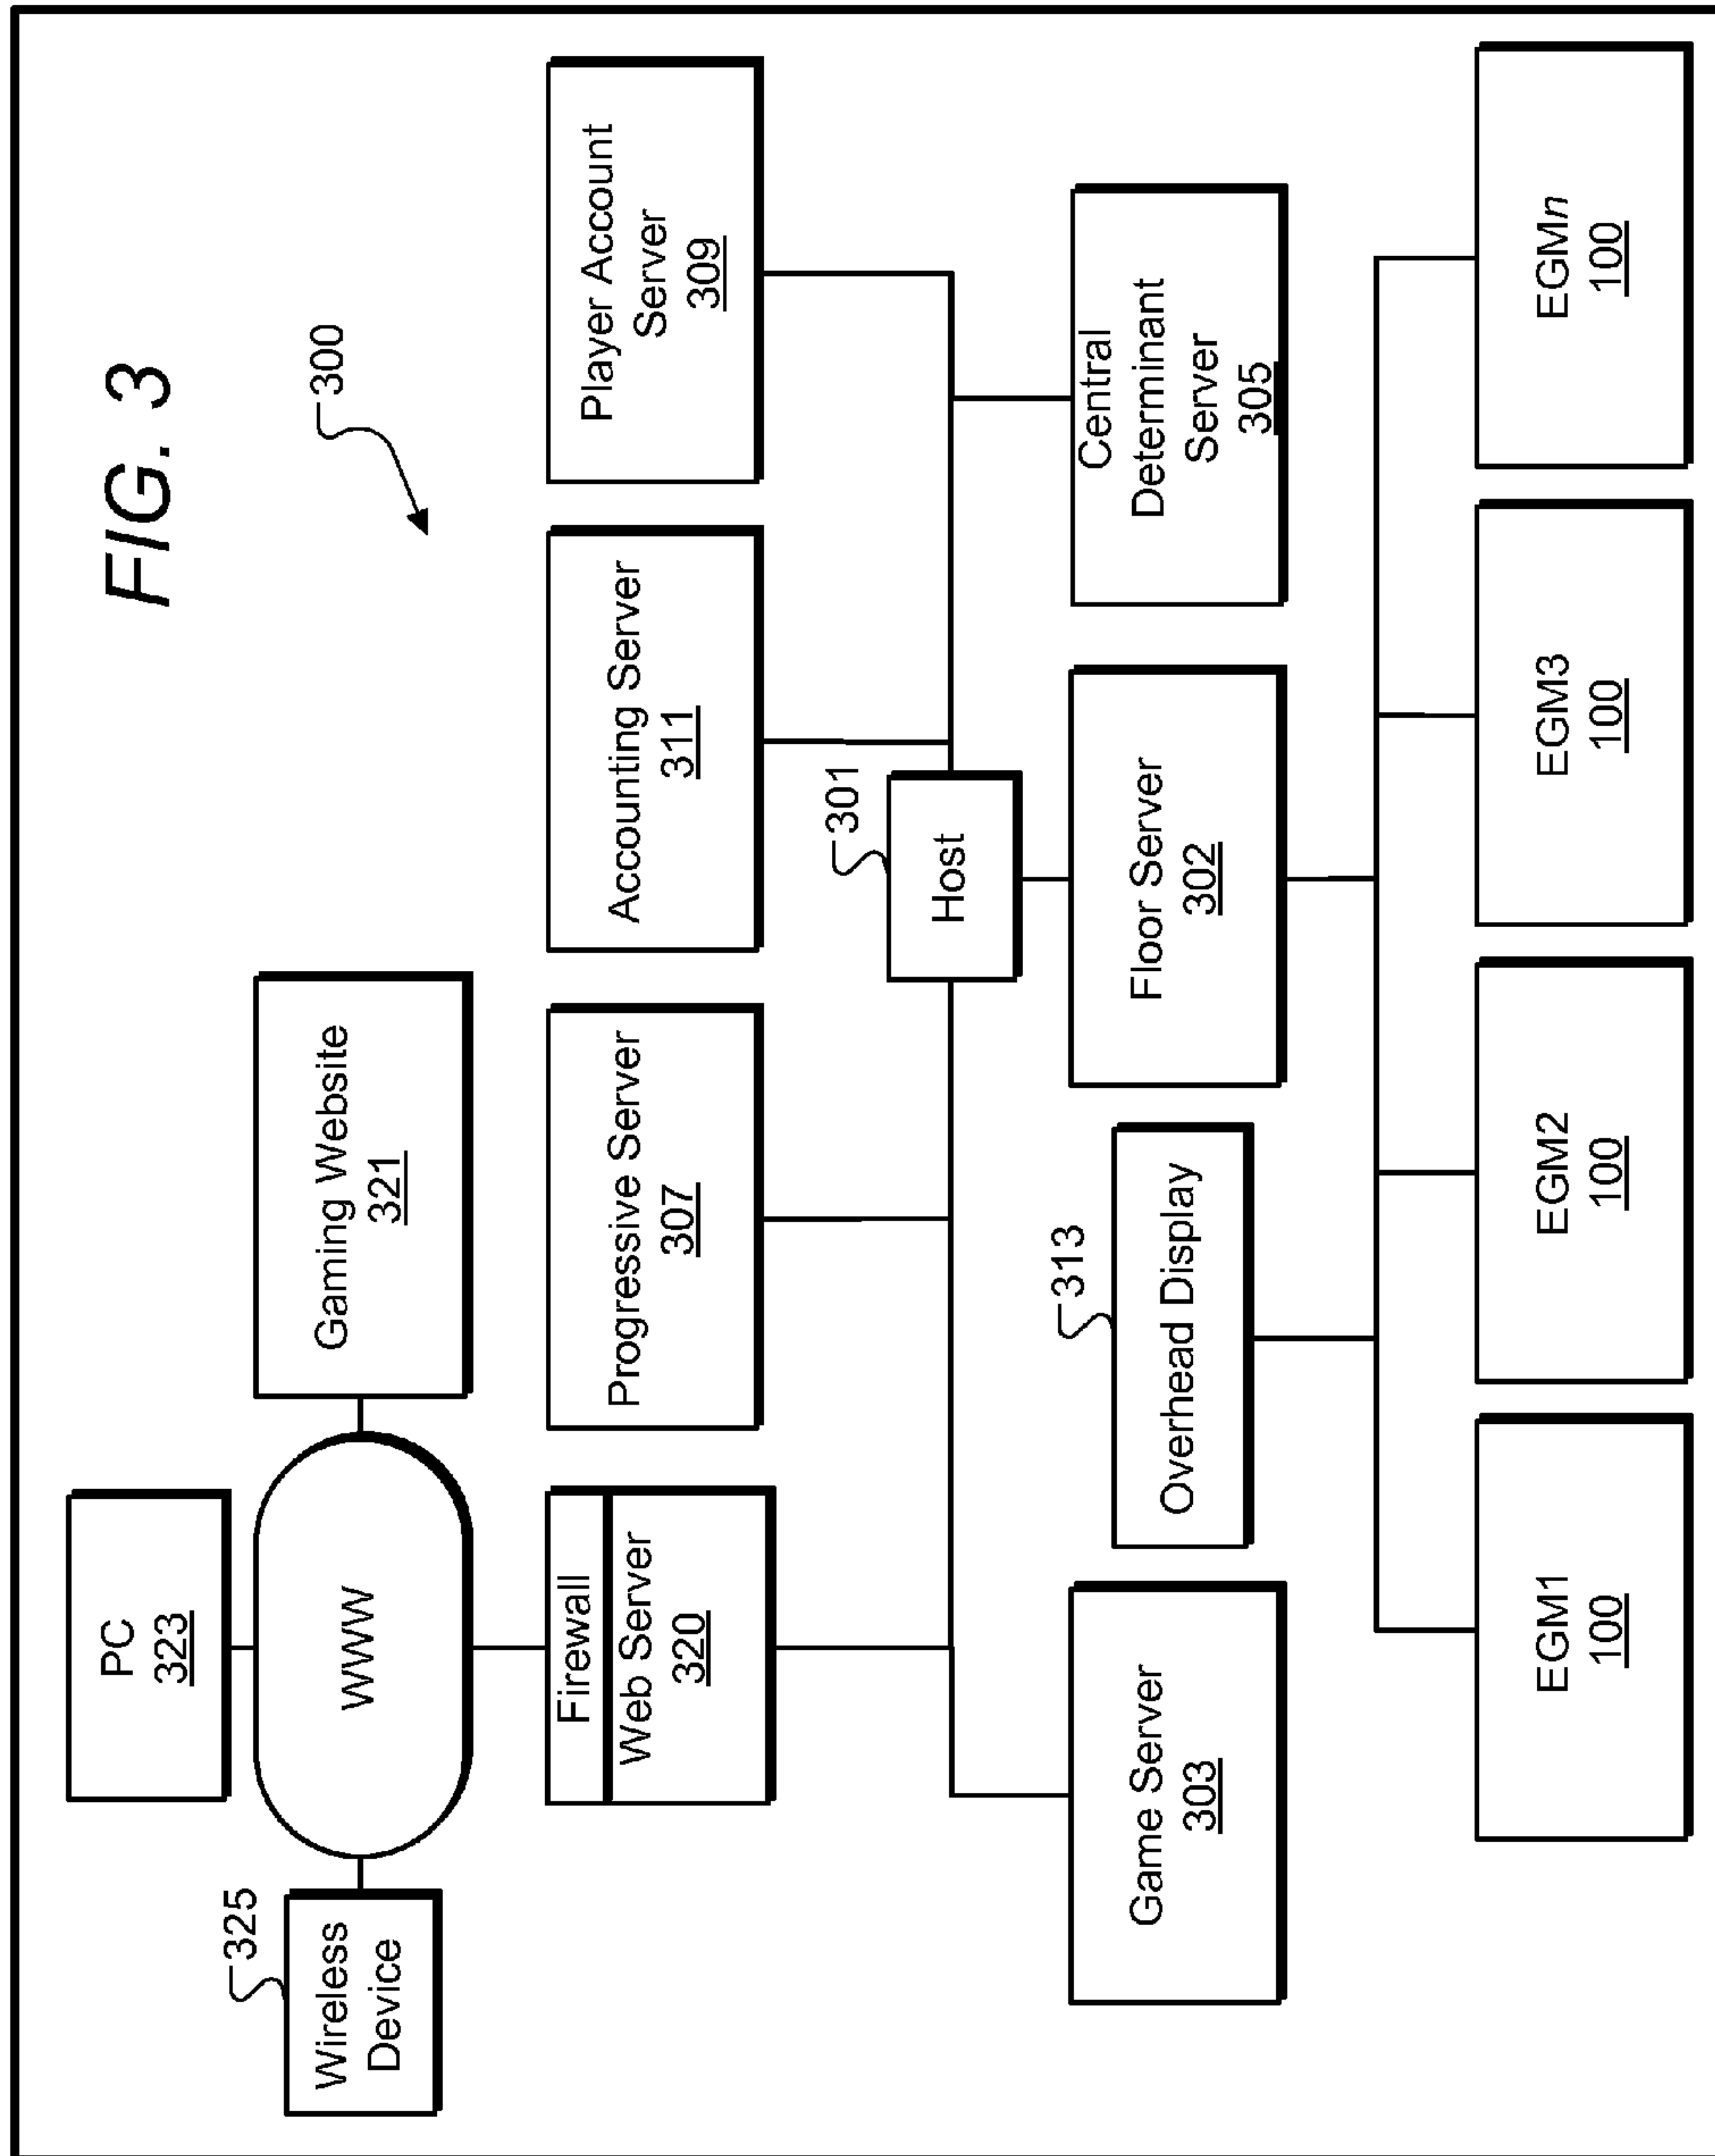 FIG. 3
300
PC
323
325
Wireless
Device
WWW
Gaming Website
321
Firewall
Web Server
320
Progressive Server
307
Accounting Server
311
Player Account
Server
309
301
Host
Game Server
303
313
Overhead Display
Floor Server
302
Central
Determinant
Server
305
EGM1
100
EGM2
100
EGM3
100
EGMn
100